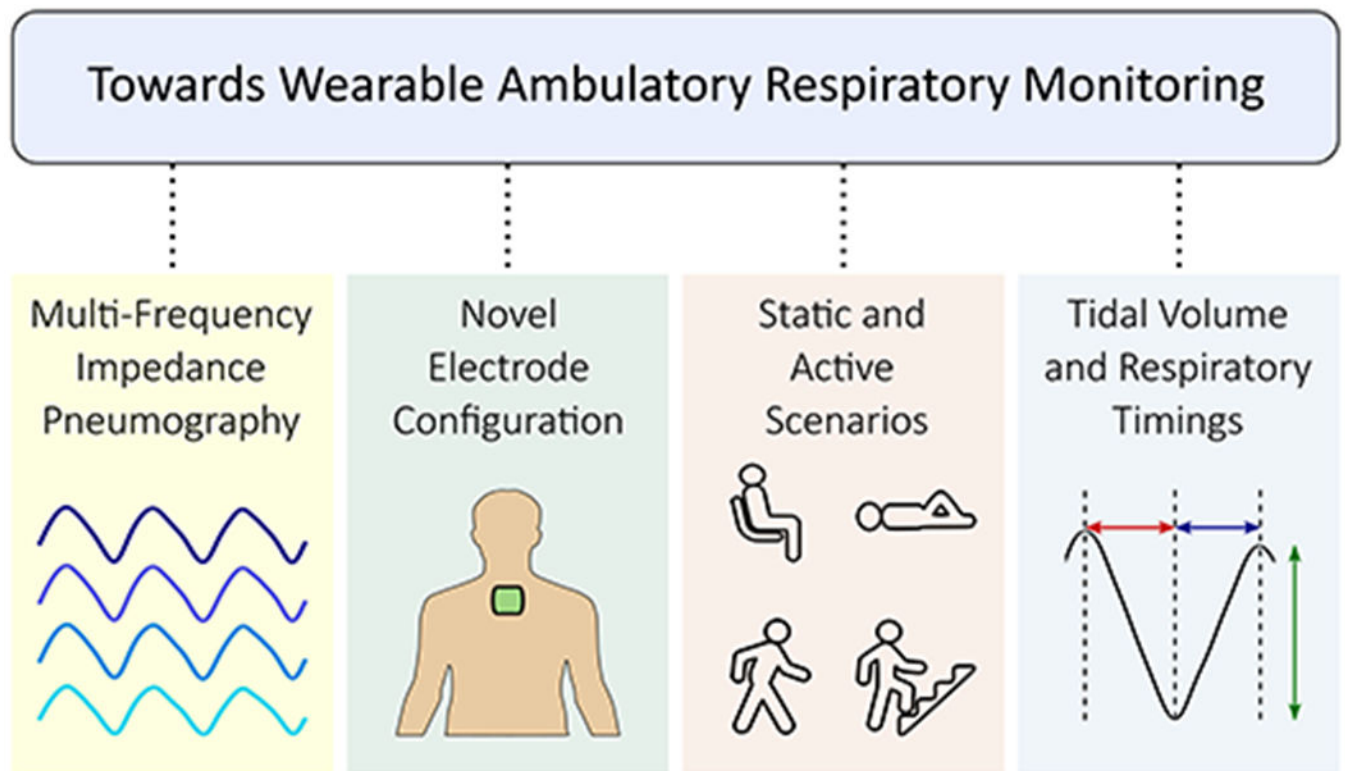 Towards Wearable Ambulatory Respiratory Monitoring
Multi-Frequency
Impedance
Pneumography
Novel
Electrode
Configuration
Static and
Active
Scenarios
Tidal Volume
and Respiratory
Timings